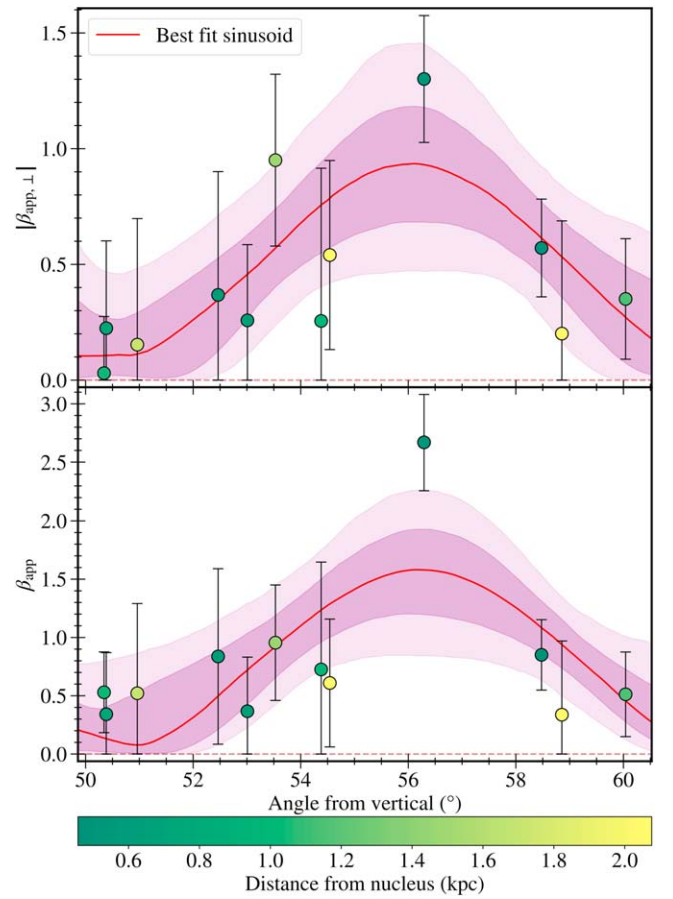 Best fit sinusoid
1.5
1.0
0.5
0.0
|βapp, ⊥|
3.0
2.5
2.0
1.5
1.0
0.5
0.0
βapp
50 52 54 56 58 60
Angle from vertical (°)
0.6 0.8 1.0 1.2 1.4 1.6 1.8 2.0
Distance from nucleus (kpc)